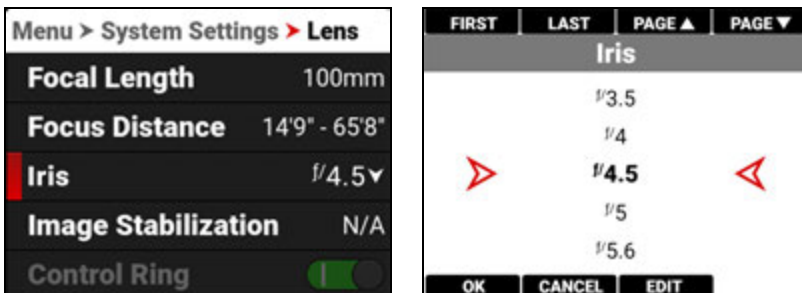 Menu > System Settings > Lens
Focal Length 100mm
Focus Distance 14'9" - 65'8"
Iris f/4.5
Image Stabilization N/A
Control Ring
FIRST LAST PAGE▲ PAGE▼
Iris
f/3.5
f/4
f/4.5
f/5
f/5.6
OK CANCEL EDIT